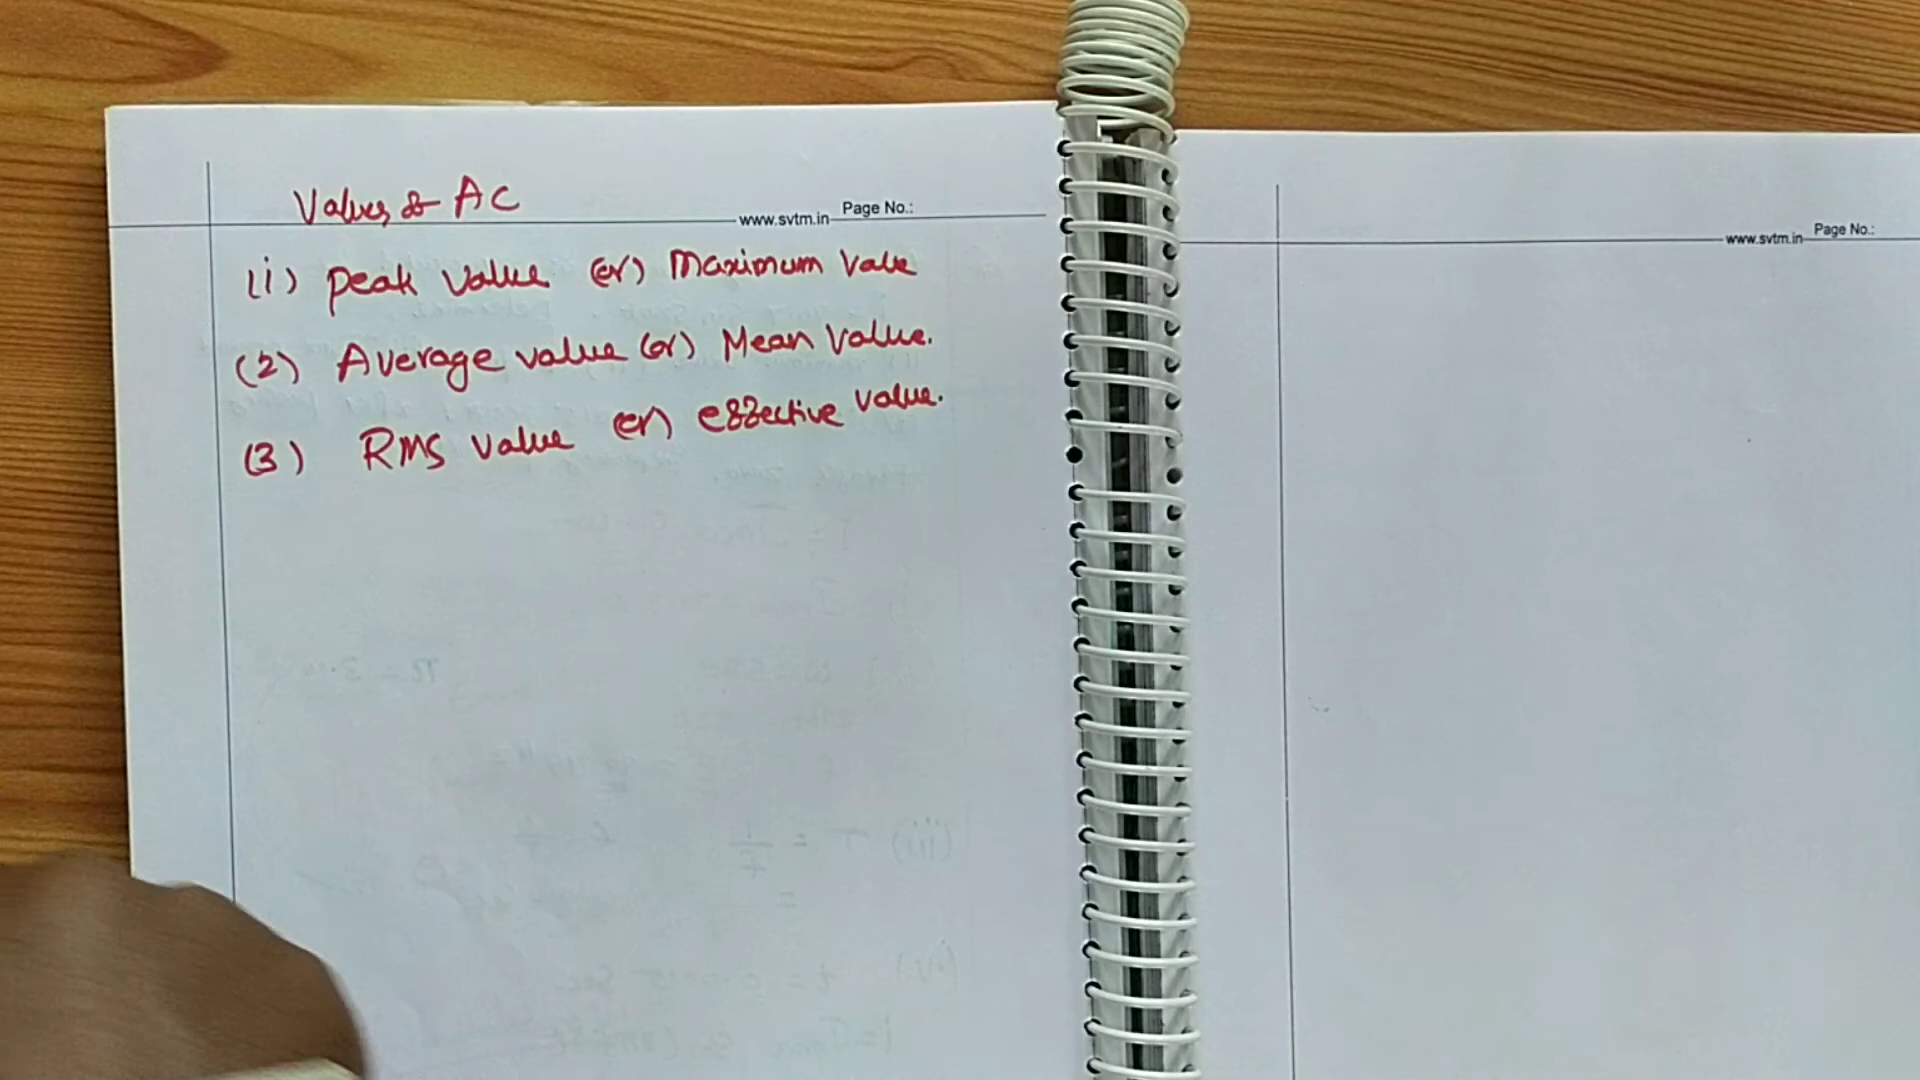 Values of AC
www.svtm.in Page No.:
(i) peak value (or) Maximum Value
(2) Average value (or) Mean Value.
(3) RMS value (or) effective value.
www.svtm.in Page No.: